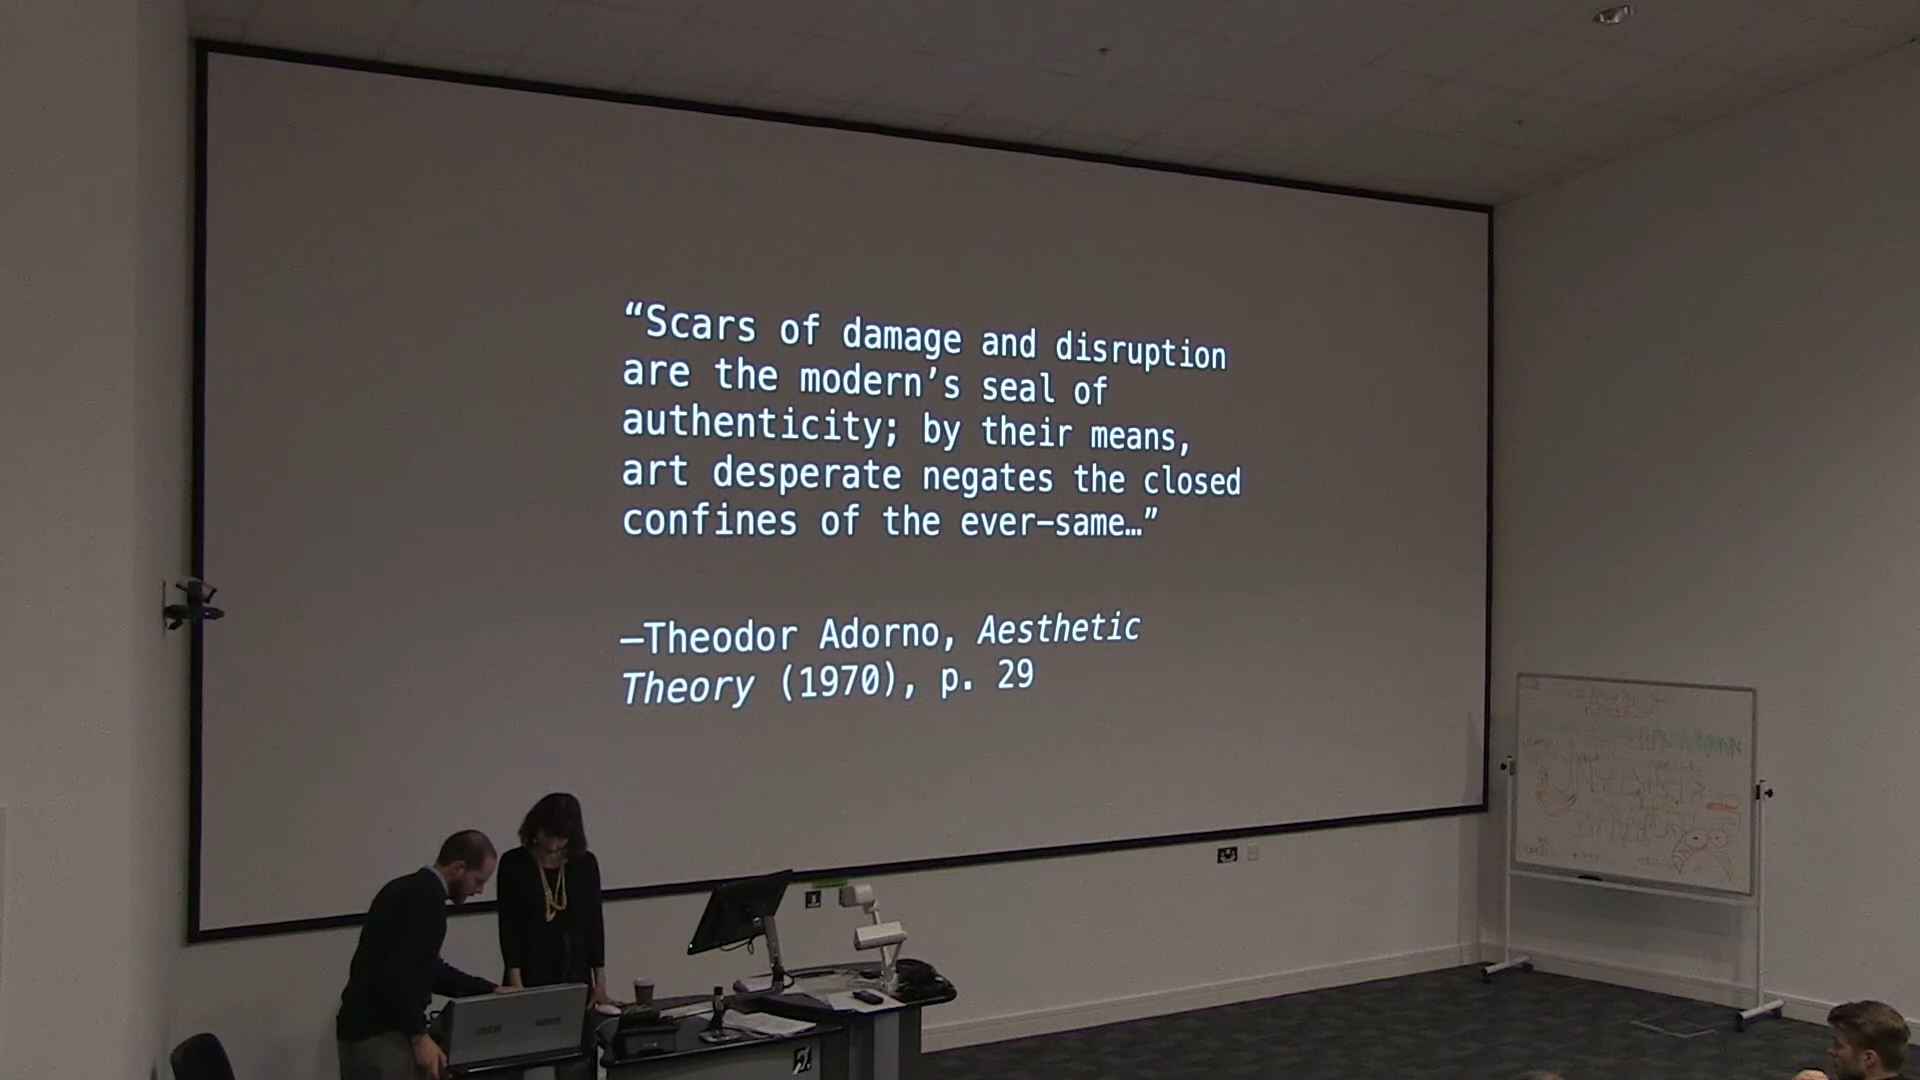 “Scars of damage and disruption
are the modern’s seal of
authenticity; by their means,
art desperate negates the closed
confines of the ever–same…”
—Theodor Adorno, Aesthetic
Theory (1970), p. 29